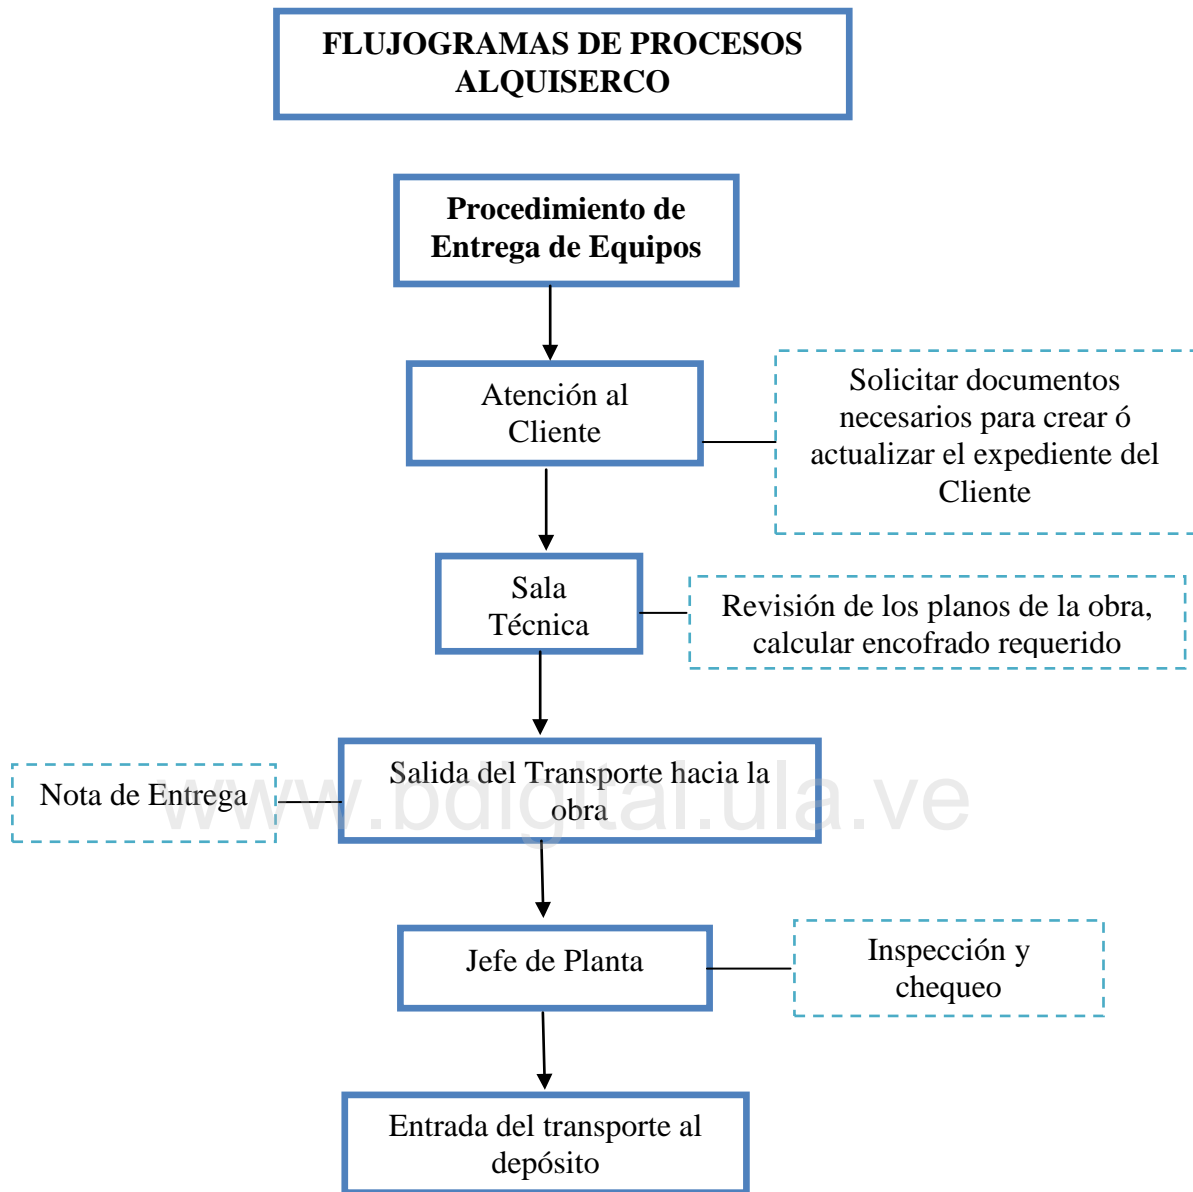 FLUJOGRAMAS DE PROCESOS
ALQUISERCO
Procedimiento de
Entrega de Equipos
Atención al
Cliente
Solicitar documentos
necesarios para crear ó
actualizar el expediente del
Cliente
Sala
Técnica
Revisión de los planos de la obra,
calcular encofrado requerido
Nota de Entrega
Salida del Transporte hacia la
obra
www.bdigital.ula.ve
Jefe de Planta
Inspección y
chequeo
Entrada del transporte al
depósito